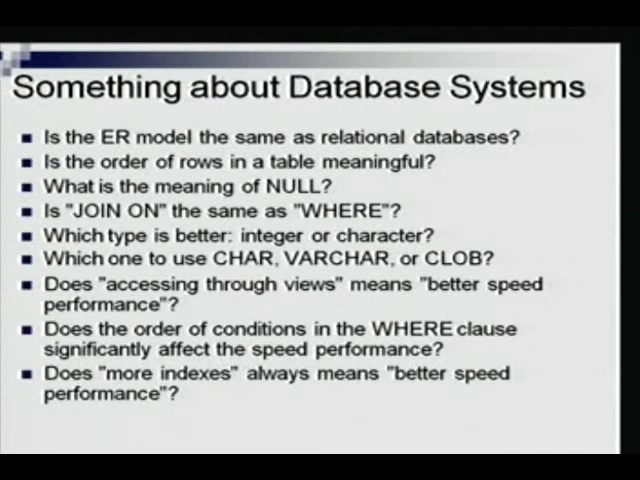 Something about Database Systems
Is the ER model the same as relational databases?
Is the order of rows in a table meaningful?
What is the meaning of NULL?
Is "JOIN ON" the same as "WHERE"?
Which type is better: integer or character?
Which one to use CHAR, VARCHAR, or CLOB?
Does "accessing through views" means "better speed
performance"?
Does the order of conditions in the WHERE clause
significantly affect the speed performance?
Does "more indexes" always means "better speed
performance"?